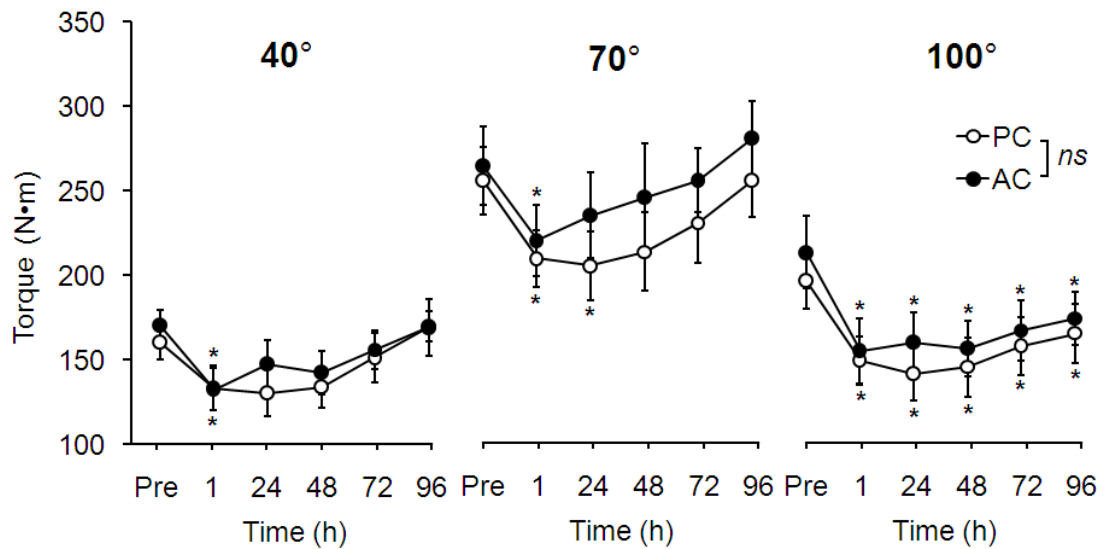 350
300
250
200
150
100
Torque (N•m)
40°
70°
100°
PC
AC
ns
* *
* * *
* * * * *
* * * * *
Pre 1 24 48 72 96
Pre 1 24 48 72 96
Pre 1 24 48 72 96
Time (h)
Time (h)
Time (h)